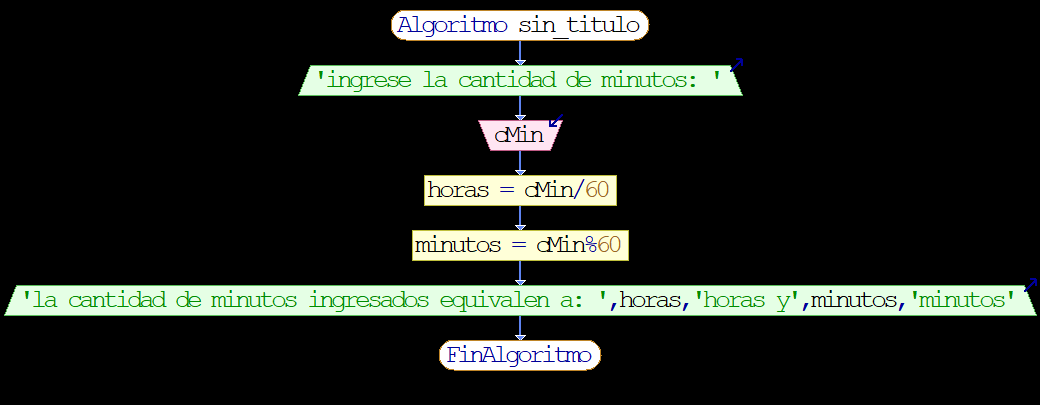 Algoritmo sin_titulo
'ingrese la cantidad de minutos: '
cMin
horas = cMin/60
minutos = cMin%60
'la cantidad de minutos ingresados equivalen a: ',horas,'horas y',minutos,'minutos'
FinAlgoritmo